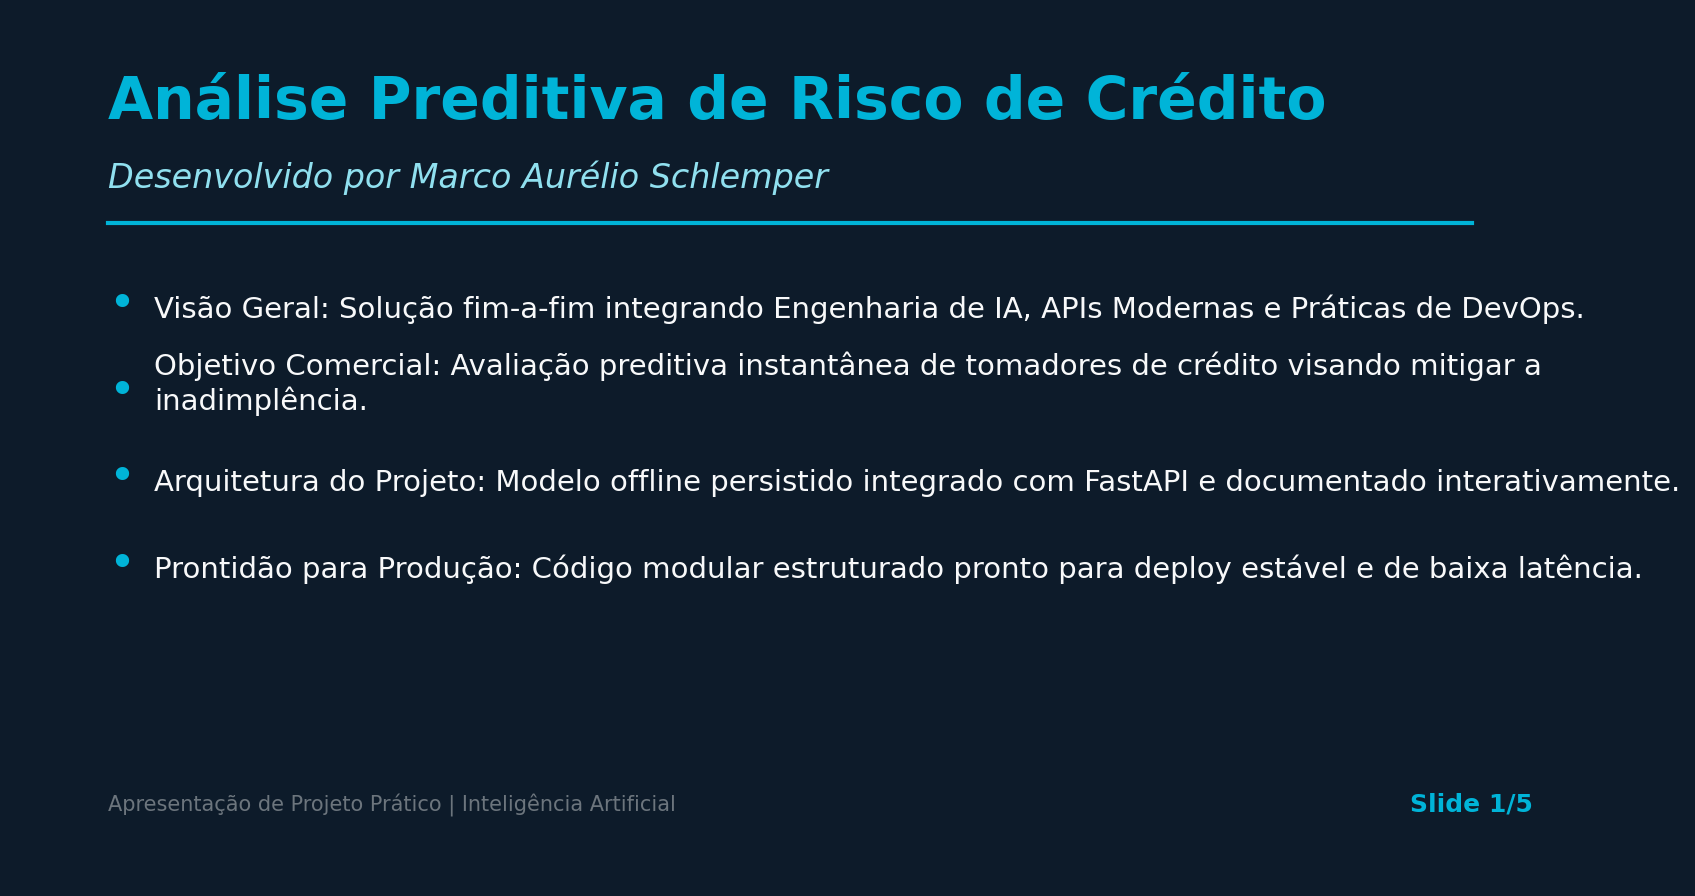 Análise Preditiva de Risco de Crédito
Desenvolvido por Marco Aurélio Schlemper
Visão Geral: Solução fim-a-fim integrando Engenharia de IA, APIs Modernas e Práticas de DevOps.
Objetivo Comercial: Avaliação preditiva instantânea de tomadores de crédito visando mitigar a
inadimplência.
Arquitetura do Projeto: Modelo offline persistido integrado com FastAPI e documentado interativamente.
Prontidão para Produção: Código modular estruturado pronto para deploy estável e de baixa latência.
Apresentação de Projeto Prático | Inteligência Artificial
Slide 1/5